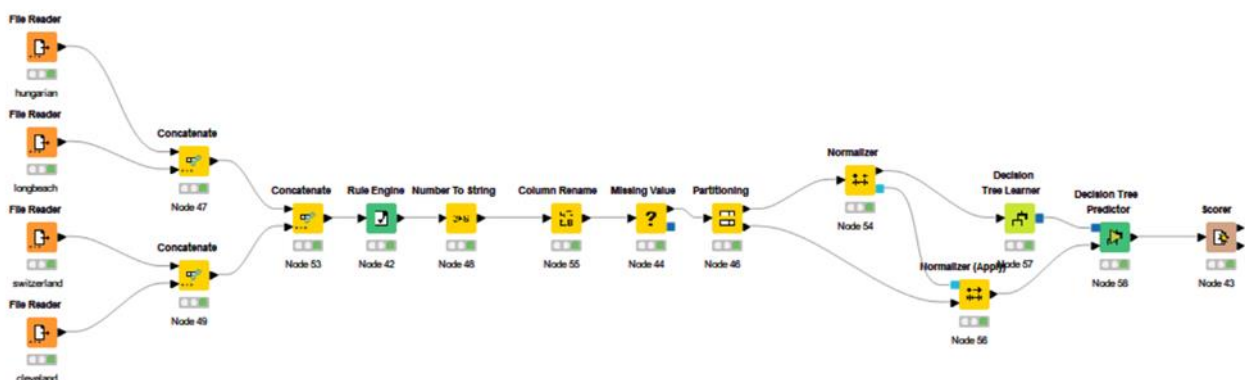 File Reader
hungarian
File Reader
longbeach
File Reader
switzerland
File Reader
cleveland
Concatenate
Node 47
Concatenate
Node 49
Concatenate
Node 53
Rule Engine
Node 42
Number To String
Node 48
Column Rename
Node 55
Missing Value
?
Node 44
Partitioning
Node 46
Normalizer
Node 54
Normalizer (Apply)
Node 56
Decision
Tree Learner
Node 57
Decision Tree
Predictor
Node 58
Scorer
Node 43